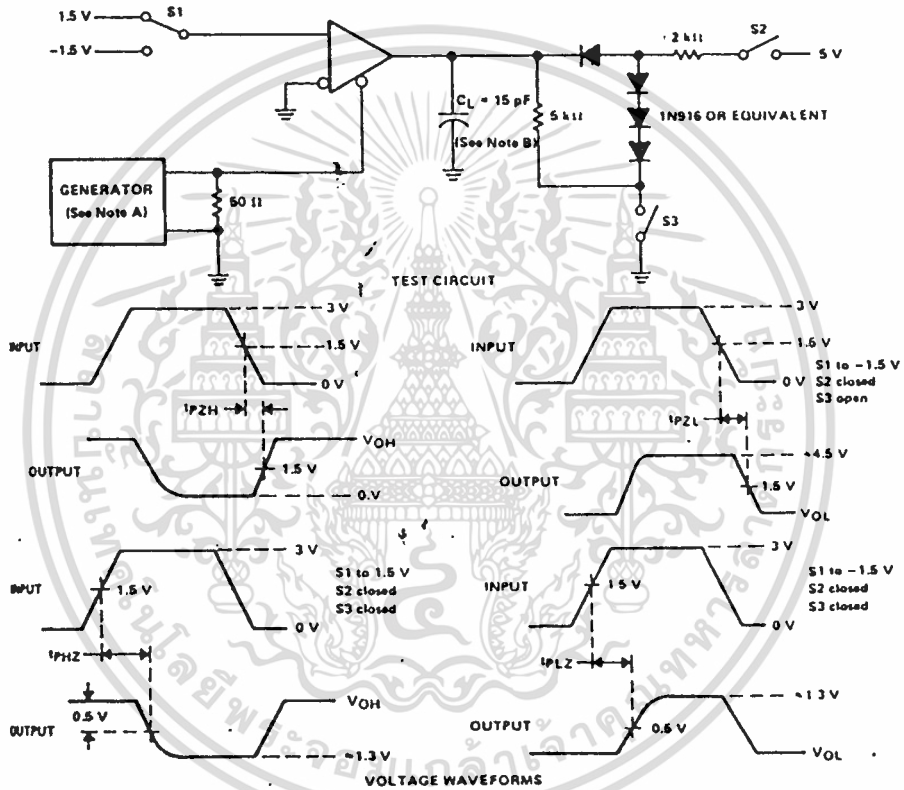 1.5 V
S1
-1.5 V
2 kΩ
S2
5 V
CL = 15 pF
(See Note B)
5 kΩ
1N916 OR EQUIVALENT
GENERATOR
(See Note A)
50 Ω
S3
TEST CIRCUIT
INPUT
3 V
1.5 V
0 V
tPZH
OUTPUT
VOH
1.5 V
0.V
INPUT
3 V
1.5 V
0 V
S1 to -1.5 V
S2 closed
S3 open
tPZL
OUTPUT
≈4.5 V
1.5 V
VOL
INPUT
3 V
1.5 V
0 V
S1 to 1.5 V
S2 closed
S3 closed
tPHZ
OUTPUT
0.5 V
VOH
≈1.3 V
INPUT
3 V
1.5 V
0 V
S1 to -1.5 V
S2 closed
S3 closed
tPLZ
OUTPUT
≈1.3 V
0.5 V
VOL
VOLTAGE WAVEFORMS